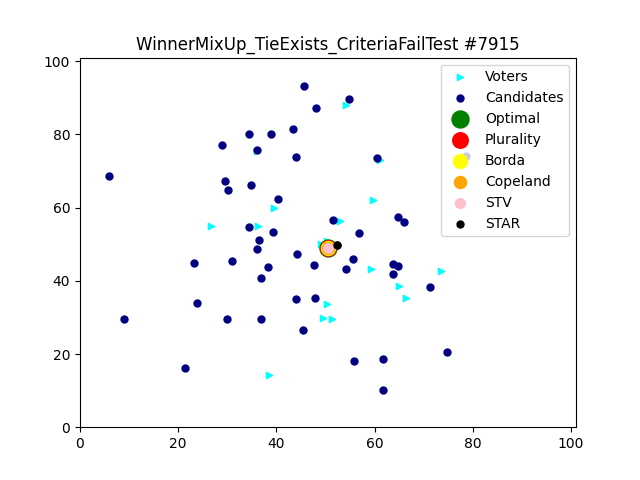 WinnerMixUp_TieExists_CriteriaFailTest #7915
100
80
60
40
20
0
0
20
40
60
80
100
Voters
Candidates
Optimal
Plurality
Borda
Copeland
STV
STAR